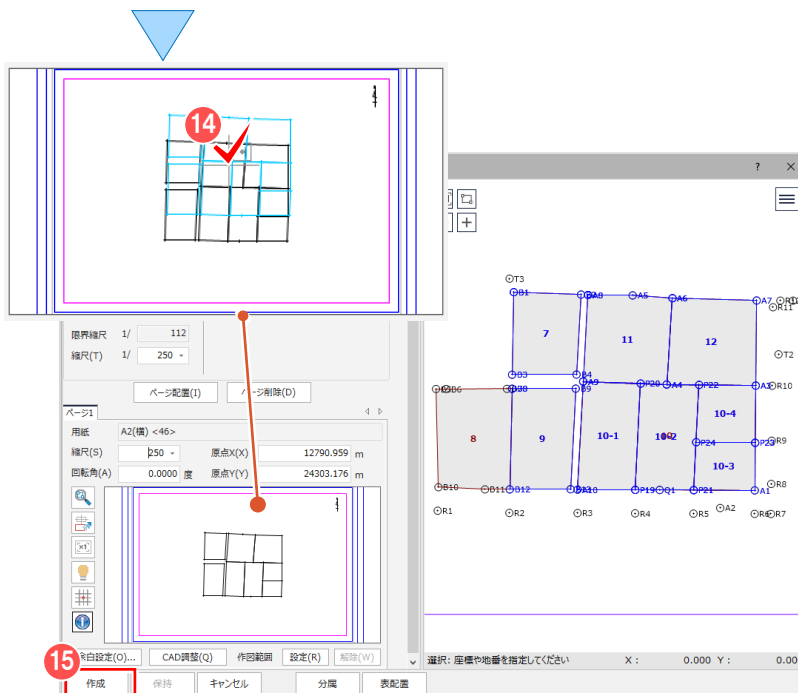 14
? ×
限界縮尺 1/ 112
縮尺(T) 1/ 250
ページ配置(I) ページ削除(D)
ページ1
用紙 A2(横) <46>
縮尺(S) 250 原点X(X) 12790.959 m
回転角(A) 0.0000 度 原点Y(Y) 24303.176 m
CAD調整(Q) 作図範囲 設定(R) 解除(W)
15
作成 保持 キャンセル 分属 表配置
T3
B1 A5 A6 A7
R11
7 11 12
T2
B3 B4 A9 P20 A4 P22 A3 R10
B6 B9
10-4
8 9 10-1 10-2
P24 P23 R9
10-3
B10 B11 B12 A10 P19 Q1 P21 A1 R8
R1 R2 R3 R4 R5 A2 R6 R7
選択: 座標や地番を指定してください X : 0.000 Y : 0.00